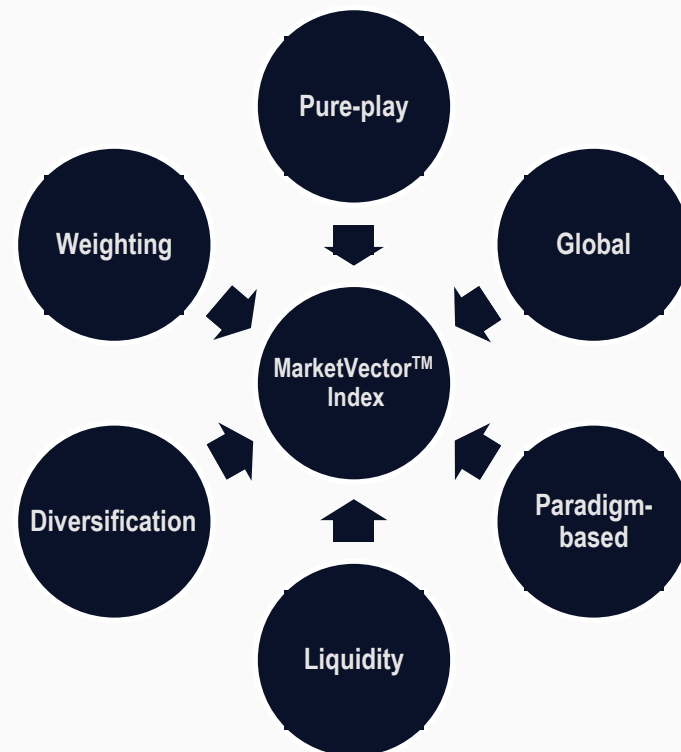 Pure-play
Weighting
Global
MarketVector™
Index
Diversification
Paradigm-
based
Liquidity